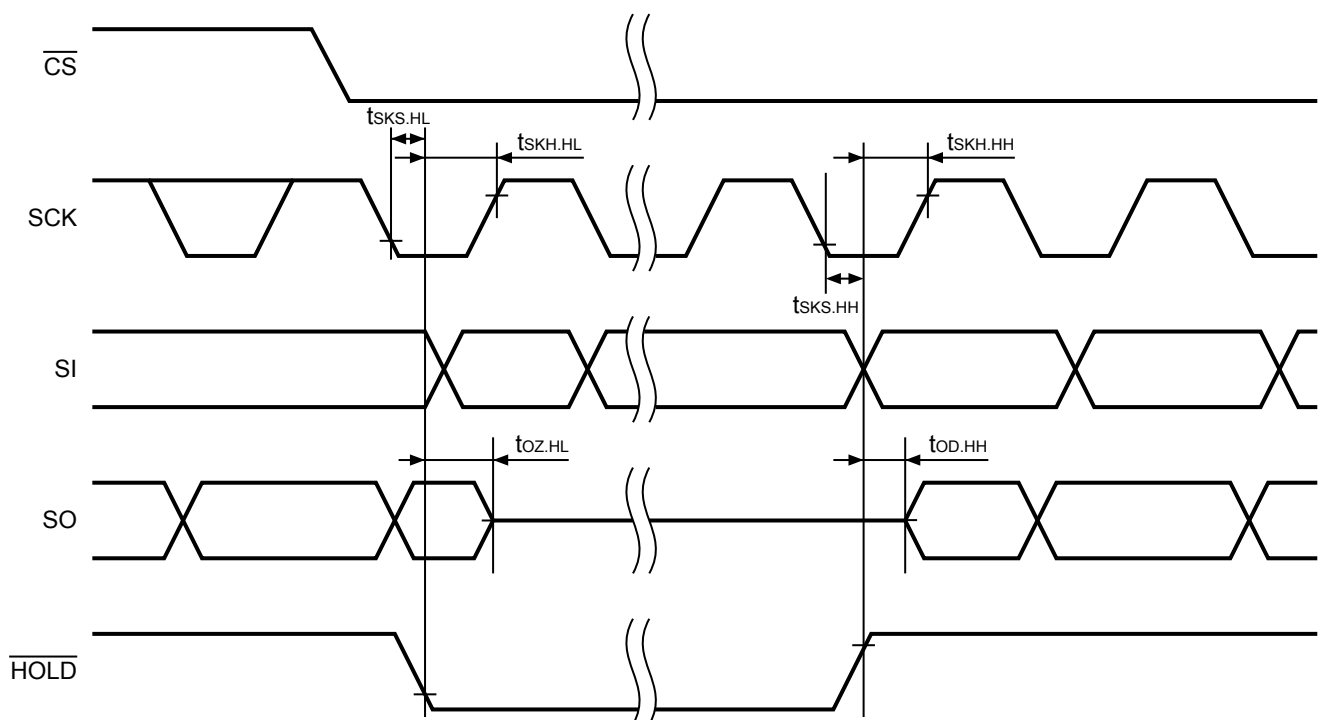 CS
tSKS.HL
tSKH.HL
tSKH.HH
SCK
tSKS.HH
SI
tOZ.HL
tOD.HH
SO
HOLD